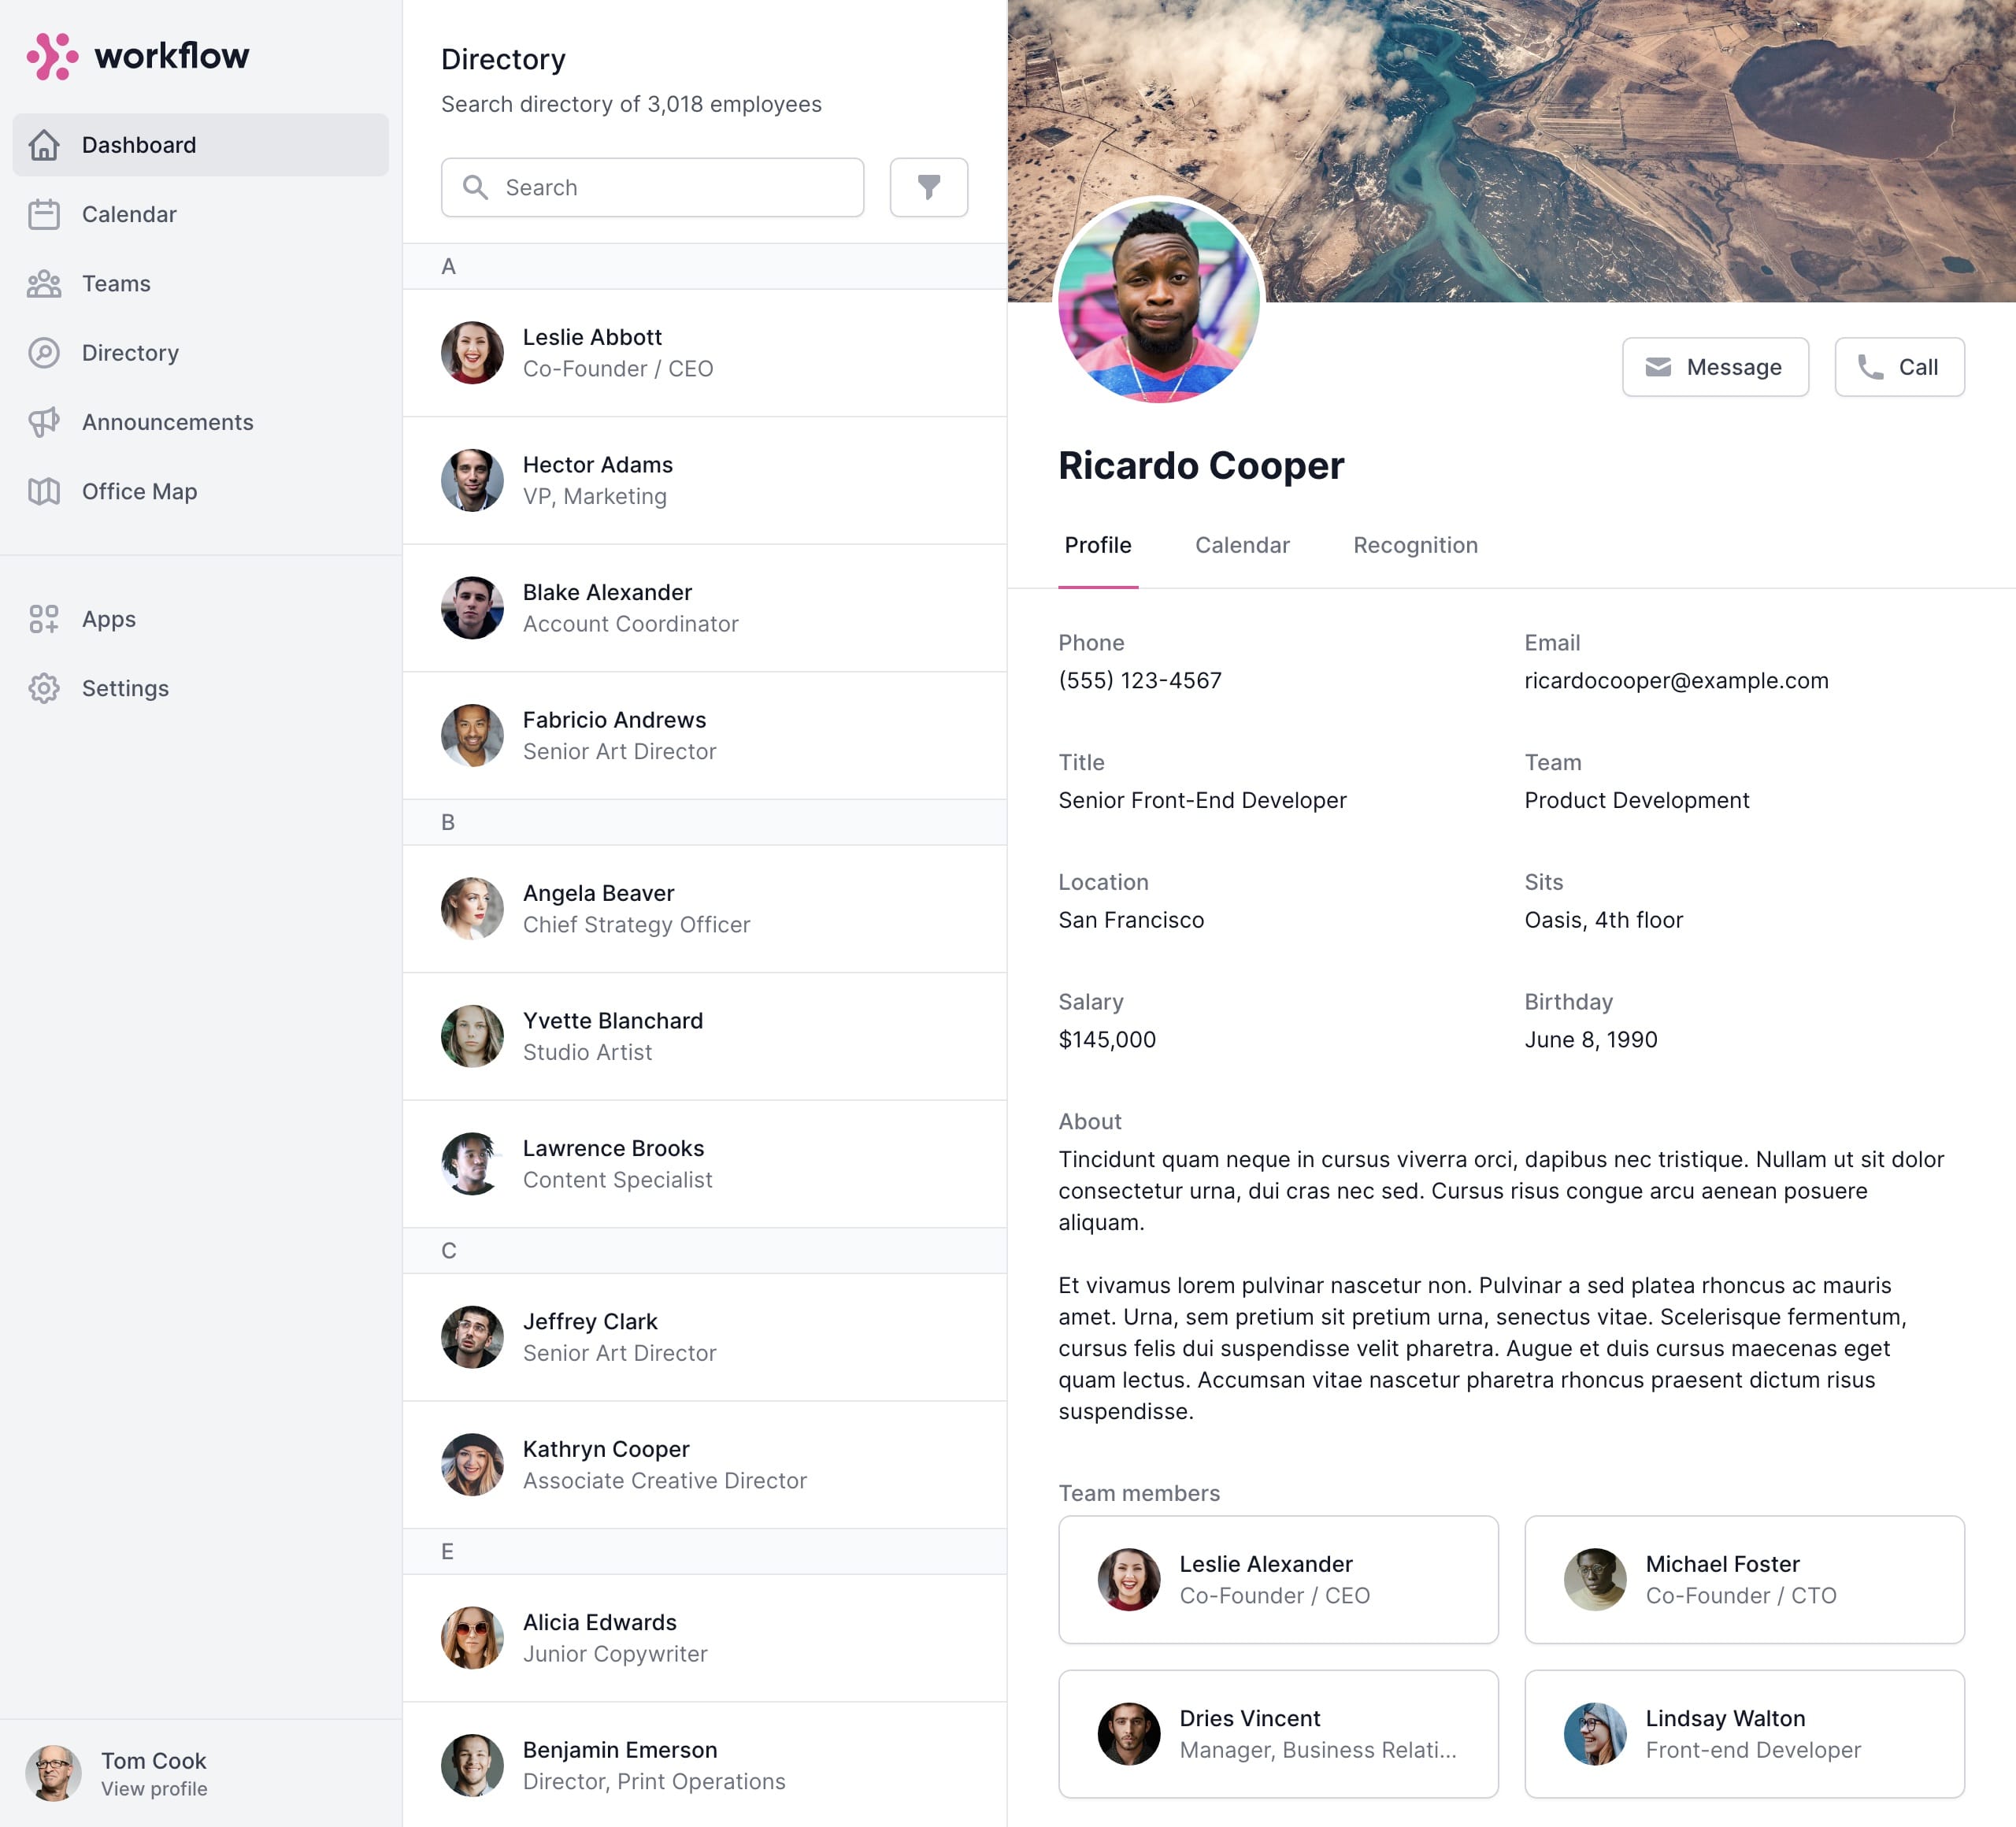 workflow
Dashboard
Calendar
Teams
Directory
Announcements
Office Map
Apps
Settings
Tom Cook
View profile
Directory
Search directory of 3,018 employees
Search
A
Leslie Abbott
Co-Founder / CEO
Hector Adams
VP, Marketing
Blake Alexander
Account Coordinator
Fabricio Andrews
Senior Art Director
B
Angela Beaver
Chief Strategy Officer
Yvette Blanchard
Studio Artist
Lawrence Brooks
Content Specialist
C
Jeffrey Clark
Senior Art Director
Kathryn Cooper
Associate Creative Director
E
Alicia Edwards
Junior Copywriter
Benjamin Emerson
Director, Print Operations
Message
Call
Ricardo Cooper
Profile
Calendar
Recognition
Phone
(555) 123-4567
Email
ricardocooper@example.com
Title
Senior Front-End Developer
Team
Product Development
Location
San Francisco
Sits
Oasis, 4th floor
Salary
$145,000
Birthday
June 8, 1990
About
Tincidunt quam neque in cursus viverra orci, dapibus nec tristique. Nullam ut sit dolor
consectetur urna, dui cras nec sed. Cursus risus congue arcu aenean posuere
aliquam.
Et vivamus lorem pulvinar nascetur non. Pulvinar a sed platea rhoncus ac mauris
amet. Urna, sem pretium sit pretium urna, senectus vitae. Scelerisque fermentum,
cursus felis dui suspendisse velit pharetra. Augue et duis cursus maecenas eget
quam lectus. Accumsan vitae nascetur pharetra rhoncus praesent dictum risus
suspendisse.
Team members
Leslie Alexander
Co-Founder / CEO
Michael Foster
Co-Founder / CTO
Dries Vincent
Manager, Business Relati...
Lindsay Walton
Front-end Developer